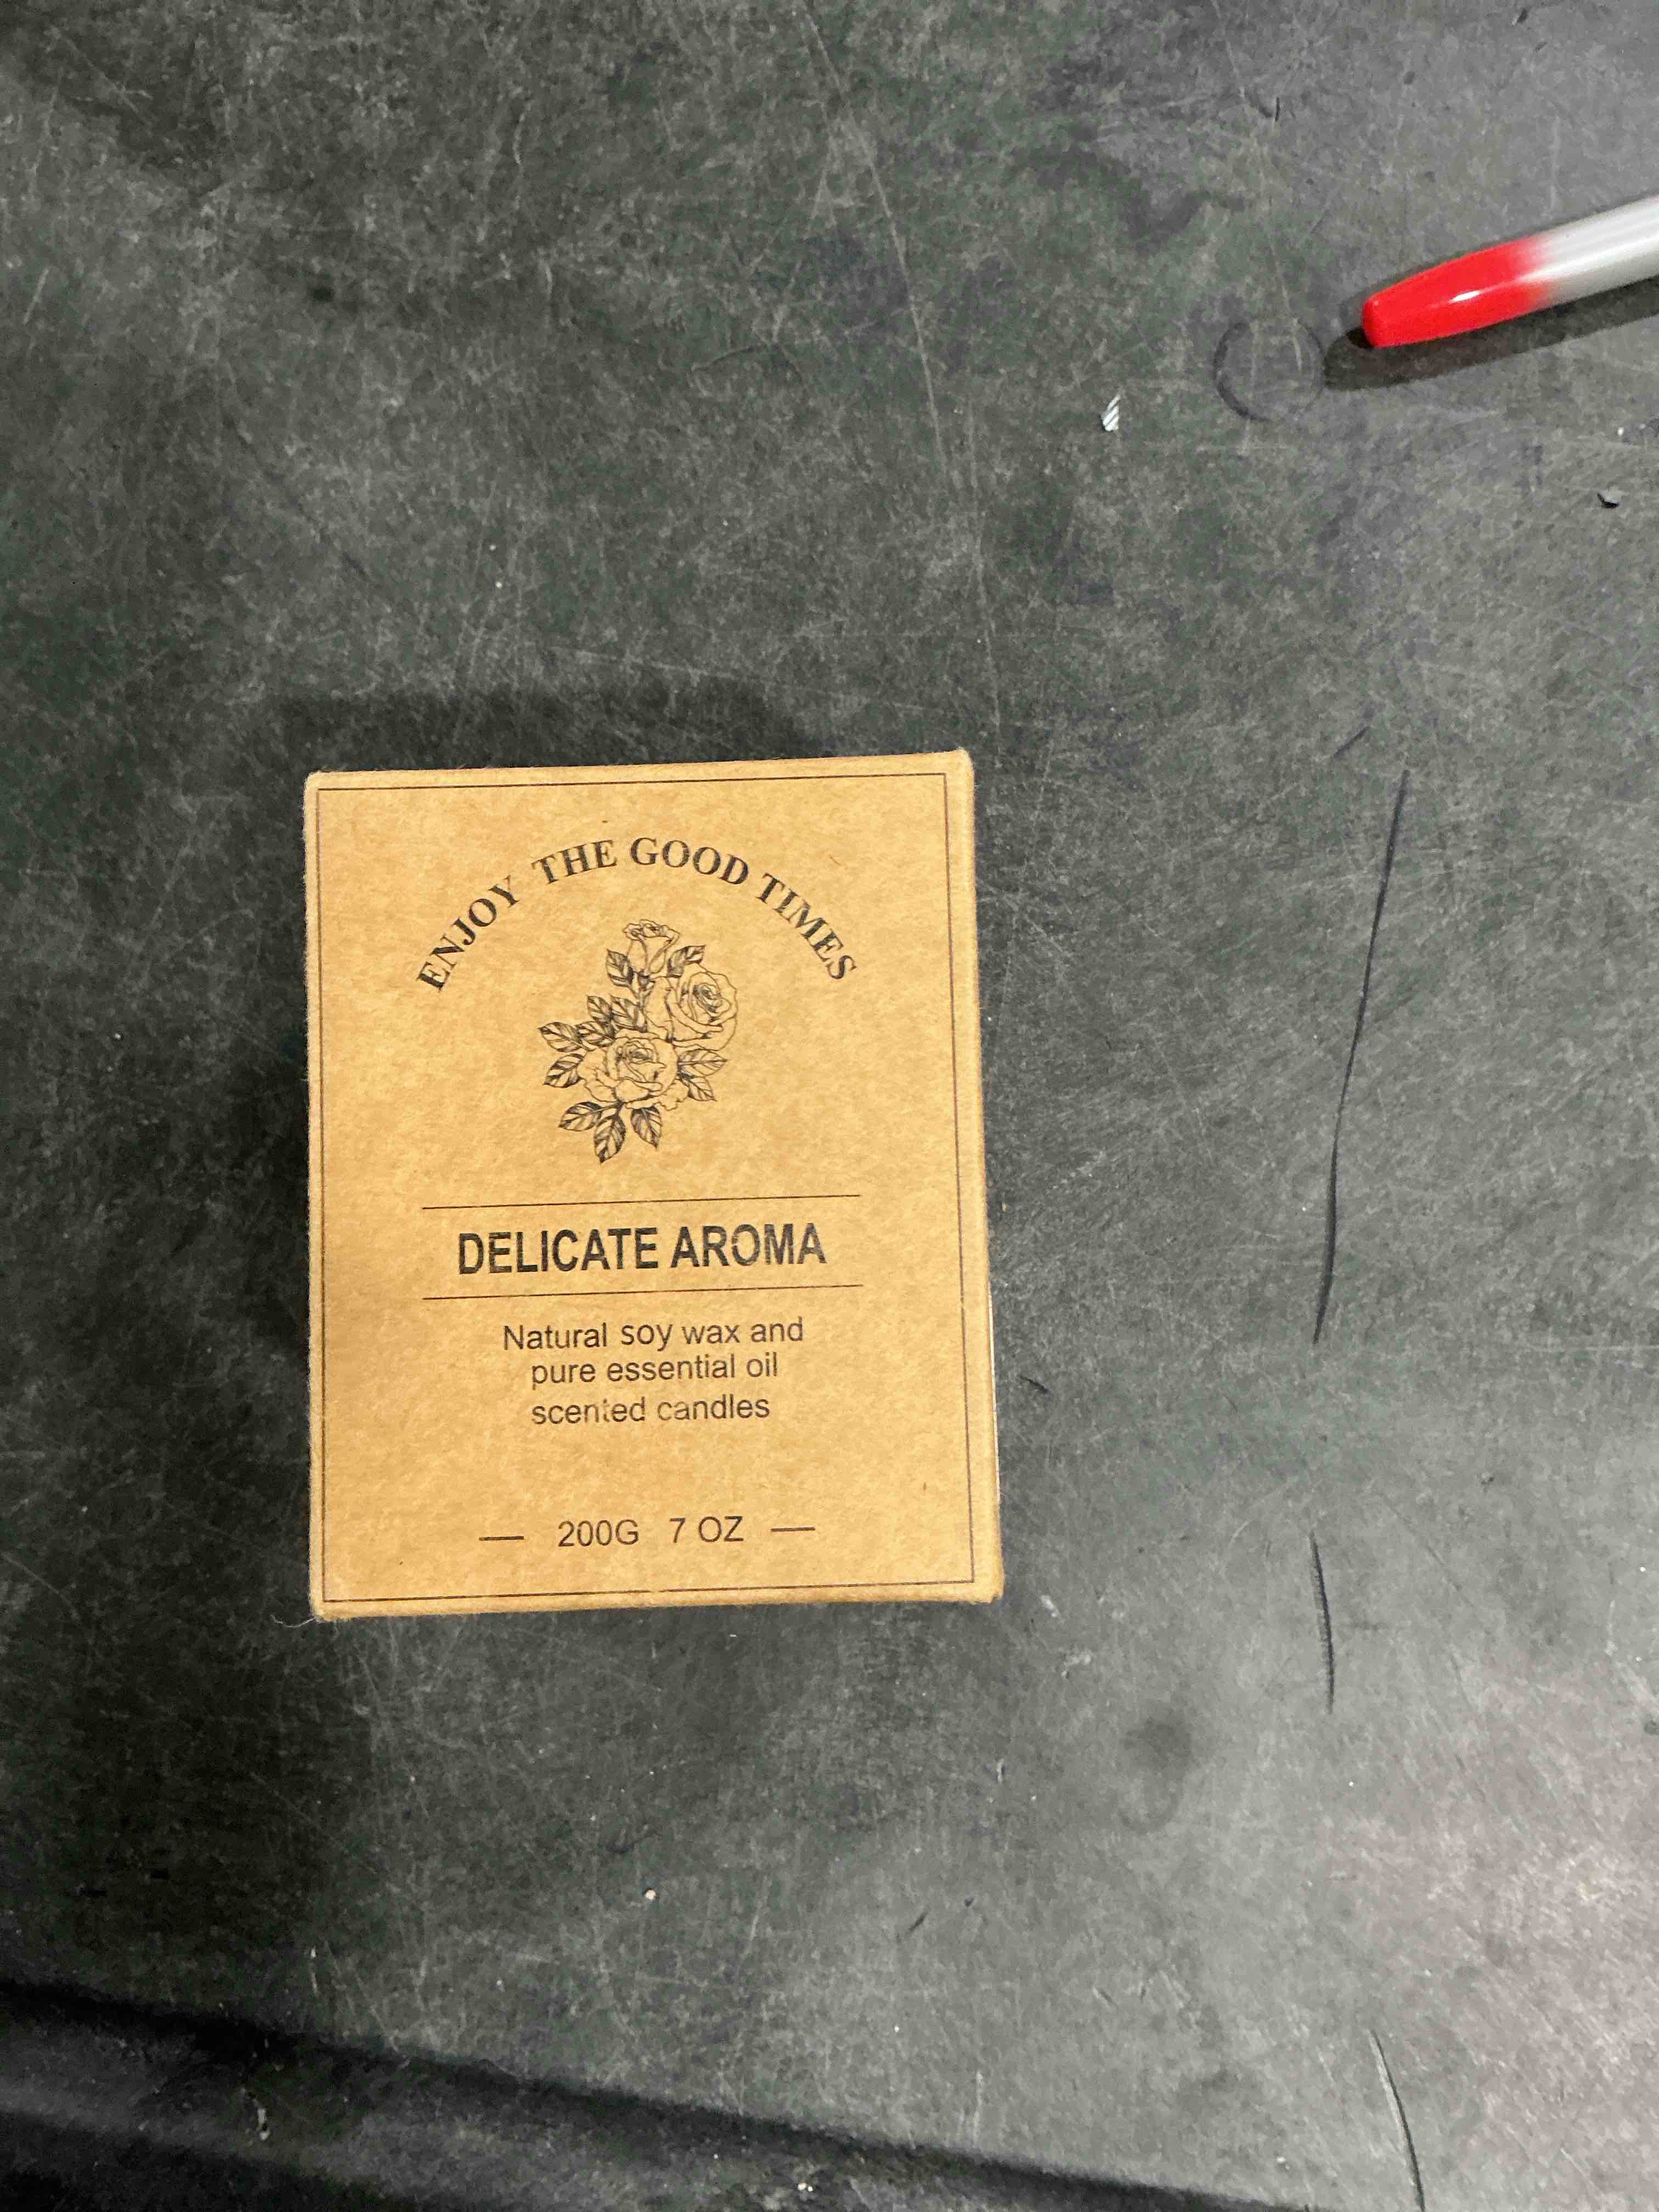 ENJOY THE GOOD TIMES
DELICATE AROMA
Natural soy wax and
pure essential oil
scented candles
— 200G 7 OZ —